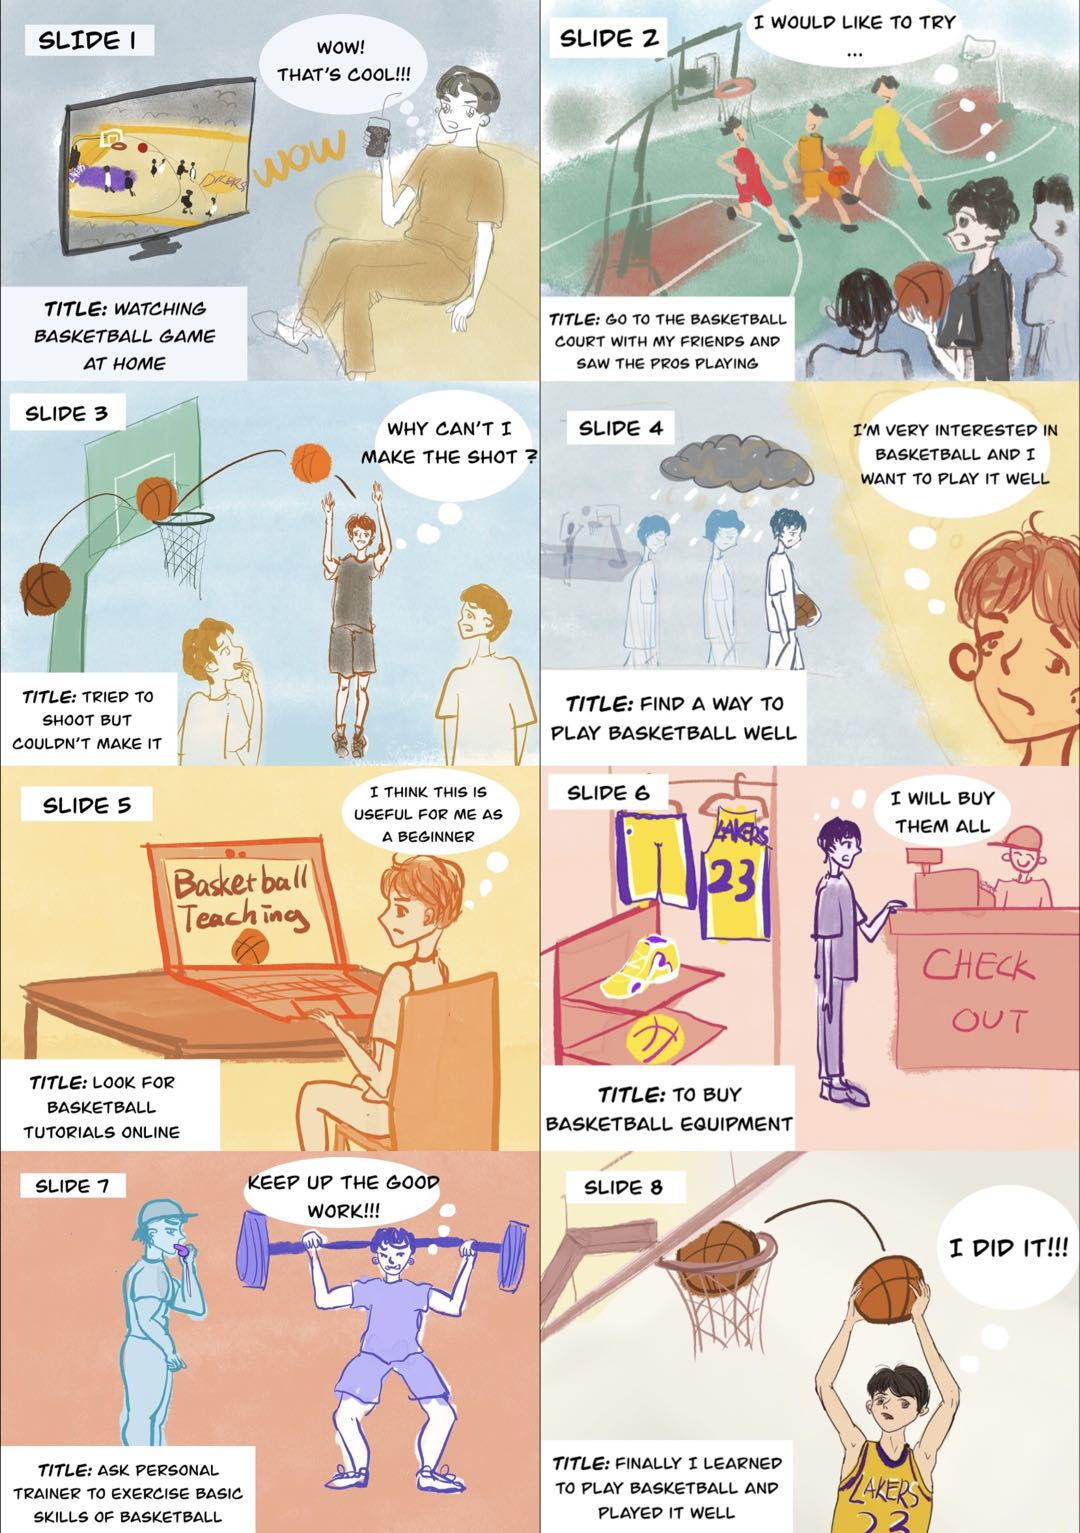 SLIDE 1
WOW!
THAT'S COOL!!!
WOW
TITLE: WATCHING
BASKETBALL GAME
AT HOME
SLIDE 2
I WOULD LIKE TO TRY
...
TITLE: GO TO THE BASKETBALL
COURT WITH MY FRIENDS AND
SAW THE PROS PLAYING
SLIDE 3
WHY CAN'T I
MAKE THE SHOT ?
TITLE: TRIED TO
SHOOT BUT
COULDN'T MAKE IT
SLIDE 4
I'M VERY INTERESTED IN
BASKETBALL AND I
WANT TO PLAY IT WELL
TITLE: FIND A WAY TO
PLAY BASKETBALL WELL
SLIDE 5
I THINK THIS IS
USEFUL FOR ME AS
A BEGINNER
Basketball
Teaching
TITLE: LOOK FOR
BASKETBALL
TUTORIALS ONLINE
SLIDE 6
I WILL BUY
THEM ALL
LAKERS
23
CHECK
OUT
TITLE: TO BUY
BASKETBALL EQUIPMENT
SLIDE 7
KEEP UP THE GOOD
WORK!!!
TITLE: ASK PERSONAL
TRAINER TO EXERCISE BASIC
SKILLS OF BASKETBALL
SLIDE 8
I DID IT!!!
LAKERS
23
TITLE: FINALLY I LEARNED
TO PLAY BASKETBALL AND
PLAYED IT WELL